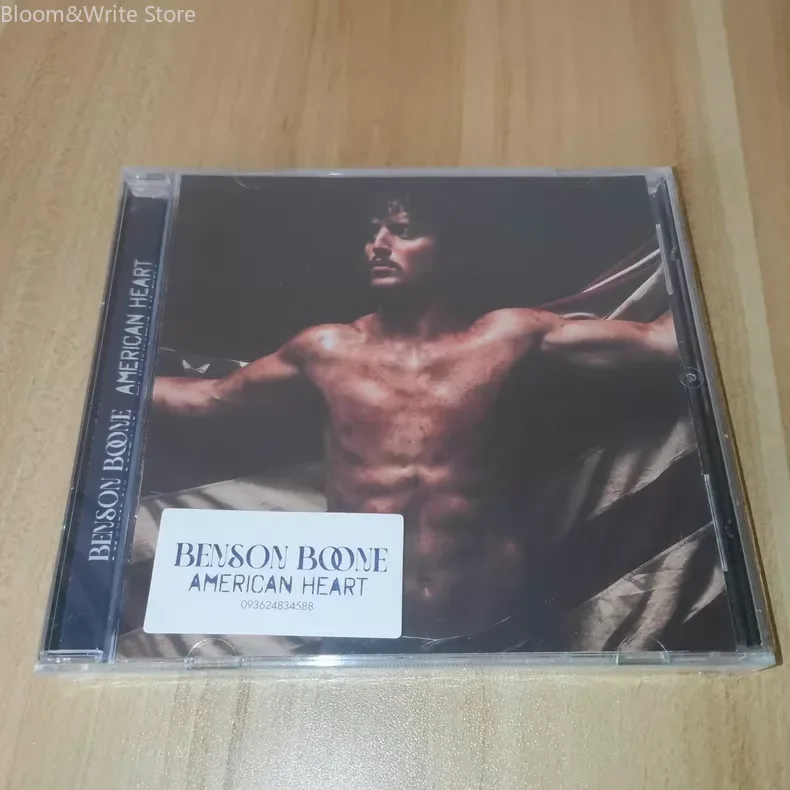 Bloom&Write Store
BENSON BOONE AMERICAN HEART
BENSON BOONE
AMERICAN HEART
093624834588